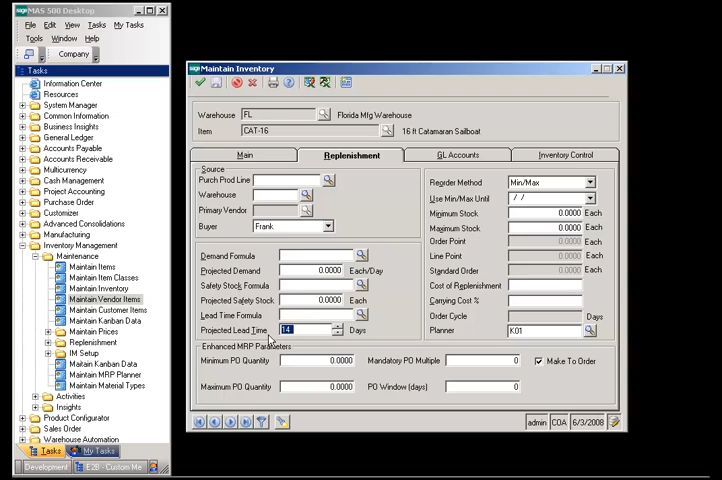 sage MAS 500 Desktop
File Edit View Tasks My Tasks
Tools Window Help
Company
Tasks
Information Center
Resources
System Manager
Common Information
Business Insights
General Ledger
Accounts Payable
Accounts Receivable
Multicurrency
Cash Management
Project Accounting
Purchase Order
Customizer
Advanced Consolidations
Manufacturing
Inventory Management
Maintenance
Maintain Items
Maintain Item Classes
Maintain Inventory
Maintain Vendor Items
Maintain Customer Items
Maintain Kanban Data
Maintain Prices
Replenishment
IM Setup
Maitain Kanban Data
Maintain MRP Planner
Maintain Material Types
Activities
Insights
Product Configurator
Sales Order
Warehouse Automation
Tasks My Tasks
Development E2B - Custom Me
sage Maintain Inventory
Warehouse FL Florida Mfg Warehouse
Item CAT-16 16 ft Catamaran Sailboat
Main Replenishment GL Accounts Inventory Control
Source
Purch Prod Line
Warehouse
Primary Vendor
Buyer Frank
Demand Formula
Projected Demand 0.0000 Each/Day
Safety Stock Formula
Projected Safety Stock 0.0000 Each
Lead Time Formula
Projected Lead Time 14 Days
Reorder Method Min/Max
Use Min/Max Until / /
Minimum Stock 0.0000 Each
Maximum Stock 0.0000 Each
Order Point 0.0000 Each
Line Point 0.0000 Each
Standard Order 0.0000 Each
Cost of Replenishment
Carrying Cost %
Order Cycle Days
Planner K01
Enhanced MRP Parameters
Minimum PO Quantity 0.0000 Mandatory PO Multiple 0 Make To Order
Maximum PO Quantity 0.0000 PO Window (days) 0
admin COA 6/3/2008